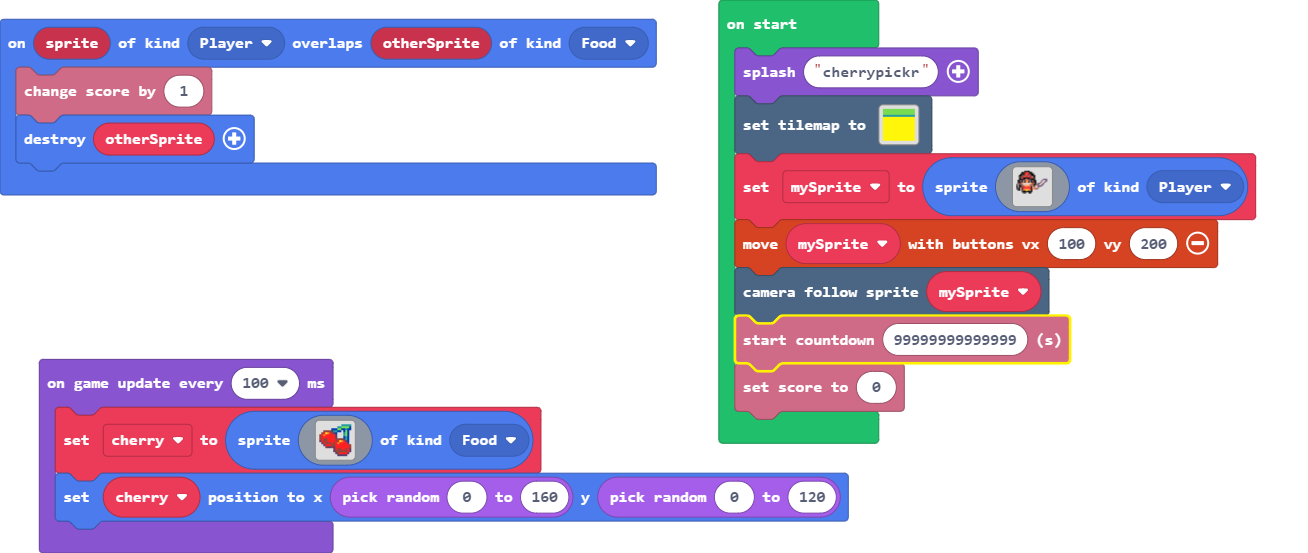 on sprite of kind Player overlaps otherSprite of kind Food
change score by 1
destroy otherSprite
on start
splash "cherrypickr"
set tilemap to
set mySprite to sprite of kind Player
move mySprite with buttons vx 100 vy 200
camera follow sprite mySprite
start countdown 99999999999999 (s)
set score to 0
on game update every 100 ms
set cherry to sprite of kind Food
set cherry position to x pick random 0 to 160 y pick random 0 to 120